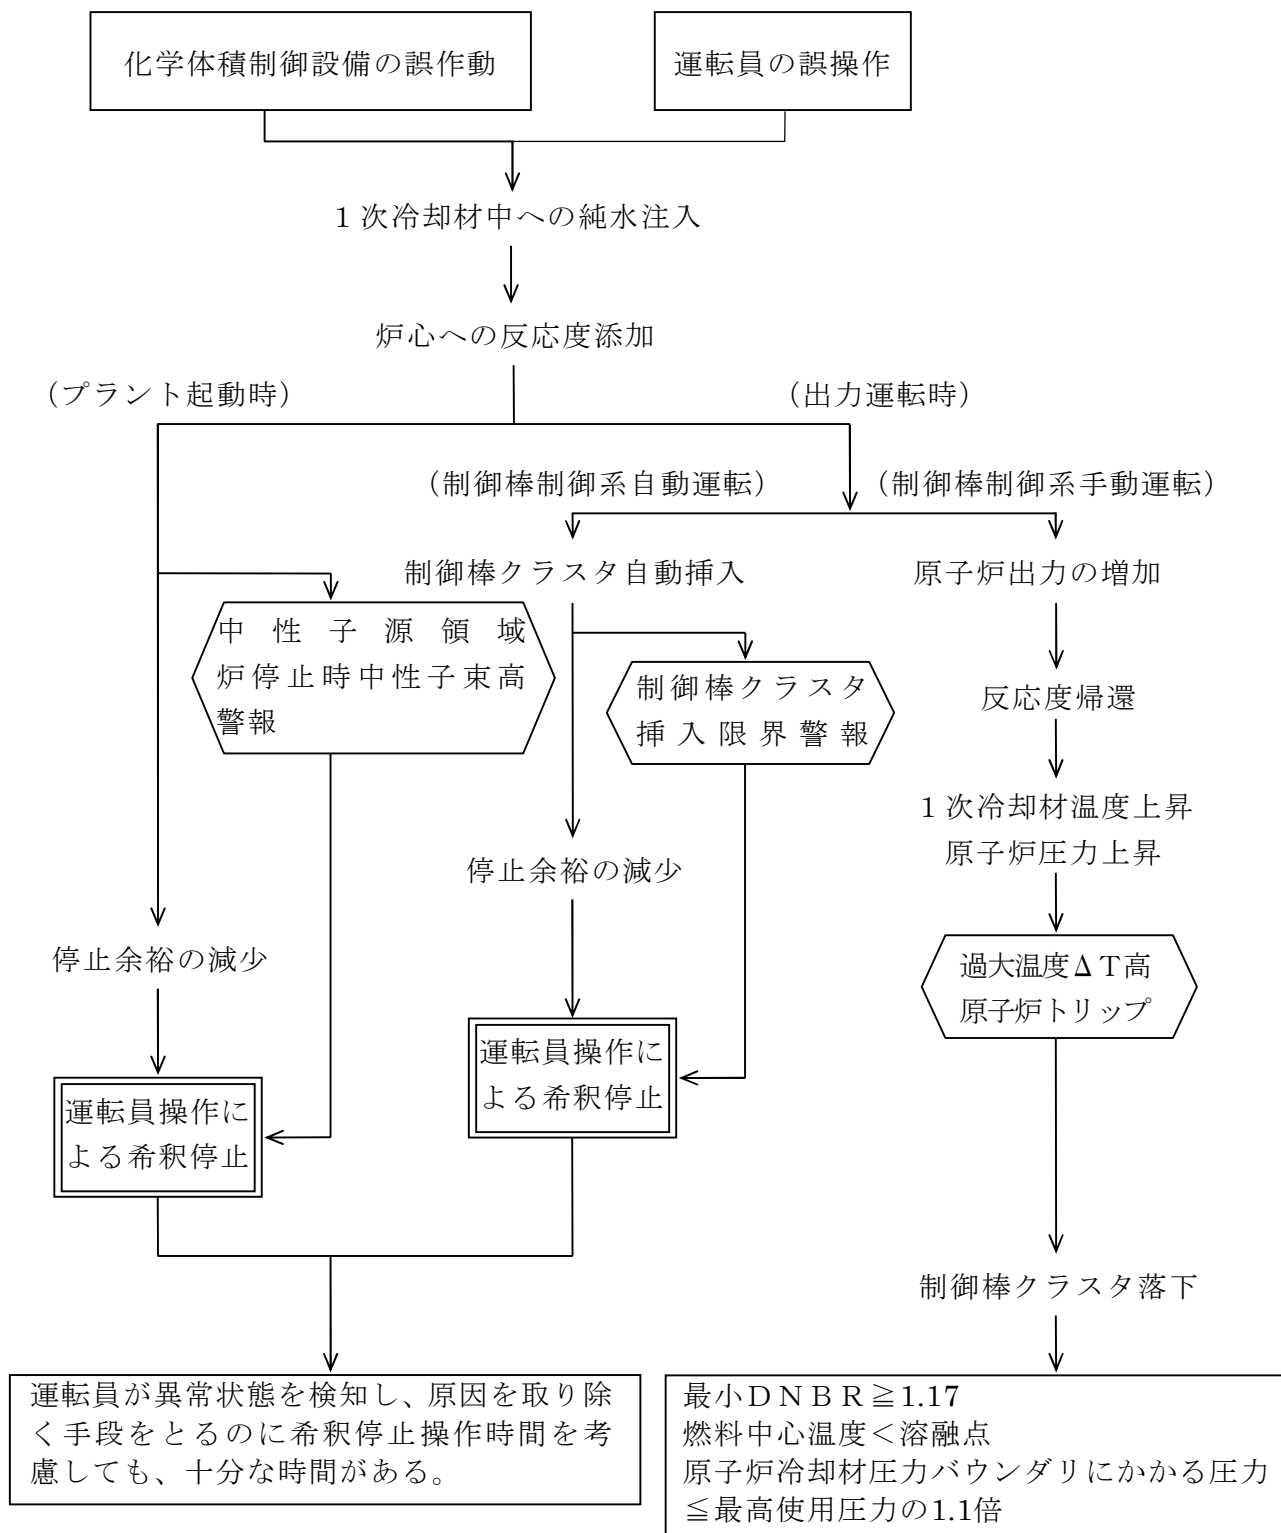 化学体積制御設備の誤作動
運転員の誤操作
1次冷却材中への純水注入
炉心への反応度添加
(プラント起動時)
(出力運転時)
(制御棒制御系自動運転)
(制御棒制御系手動運転)
制御棒クラスタ自動挿入
原子炉出力の増加
中性子源領域
炉停止時中性子束高
警報
制御棒クラスタ
挿入限界警報
反応度帰還
1次冷却材温度上昇
原子炉圧力上昇
停止余裕の減少
停止余裕の減少
過大温度ΔT高
原子炉トリップ
運転員操作に
よる希釈停止
運転員操作に
よる希釈停止
制御棒クラスタ落下
運転員が異常状態を検知し、原因を取り除
く手段をとるのに希釈停止操作時間を考
慮しても、十分な時間がある。
最小DNBR≧1.17
燃料中心温度<溶融点
原子炉冷却材圧力バウンダリにかかる圧力
≦最高使用圧力の1.1倍